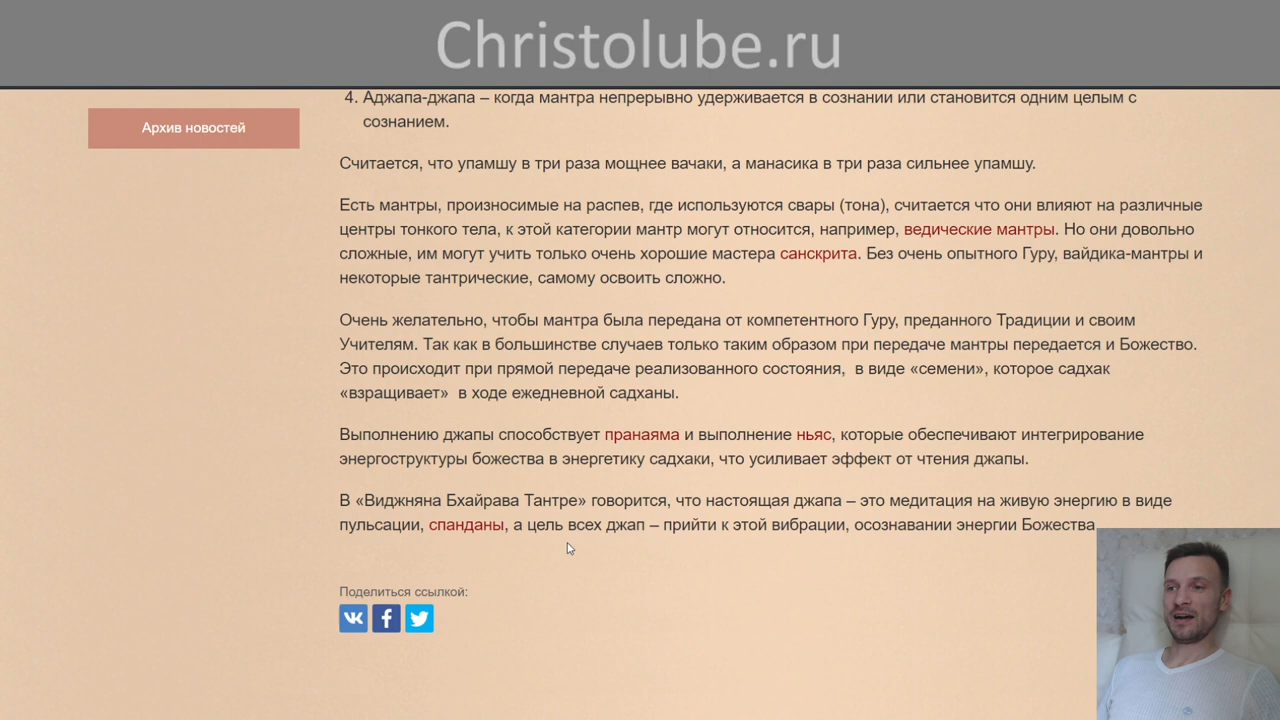 Christolube.ru
4. Аджапа-джапа – когда мантра непрерывно удерживается в сознании или становится одним целым с
сознанием.
Архив новостей
Считается, что упамшу в три раза мощнее вачаки, а манасика в три раза сильнее упамшу.
Есть мантры, произносимые на распев, где используются свары (тона), считается что они влияют на различные
центры тонкого тела, к этой категории мантр могут относится, например, ведические мантры. Но они довольно
сложные, им могут учить только очень хорошие мастера санскрита. Без очень опытного Гуру, вайдика-мантры и
некоторые тантрические, самому освоить сложно.
Очень желательно, чтобы мантра была передана от компетентного Гуру, преданного Традиции и своим
Учителям. Так как в большинстве случаев только таким образом при передаче мантры передается и Божество.
Это происходит при прямой передаче реализованного состояния,  в виде «семени», которое садхак
«взращивает»  в ходе ежедневной садханы.
Выполнению джапы способствует пранаяма и выполнение ньяс, которые обеспечивают интегрирование
энергоструктуры божества в энергетику садхаки, что усиливает эффект от чтения джапы.
В «Виджняна Бхайрава Тантре» говорится, что настоящая джапа – это медитация на живую энергию в виде
пульсации, спанданы, а цель всех джап – прийти к этой вибрации, осознавании энергии Божества
Поделиться ссылкой: